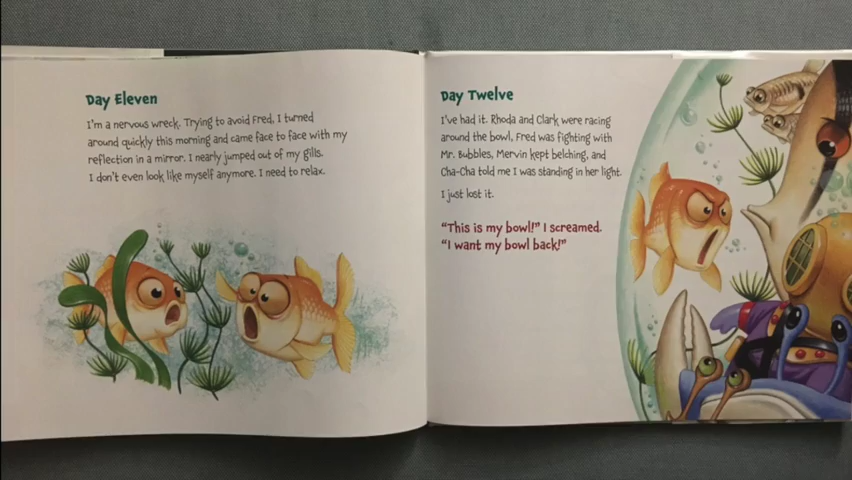 Day Eleven
I'm a nervous wreck. Trying to avoid Fred, I turned
around quickly this morning and came face to face with my
reflection in a mirror. I nearly jumped out of my gills.
I don't even look like myself anymore. I need to relax.
Day Twelve
I've had it. Rhoda and Clark were racing
around the bowl, Fred was fighting with
Mr. Bubbles, Mervin kept belching, and
Cha-Cha told me I was standing in her light.
I just lost it.
"This is my bowl!" I screamed.
"I want my bowl back!"